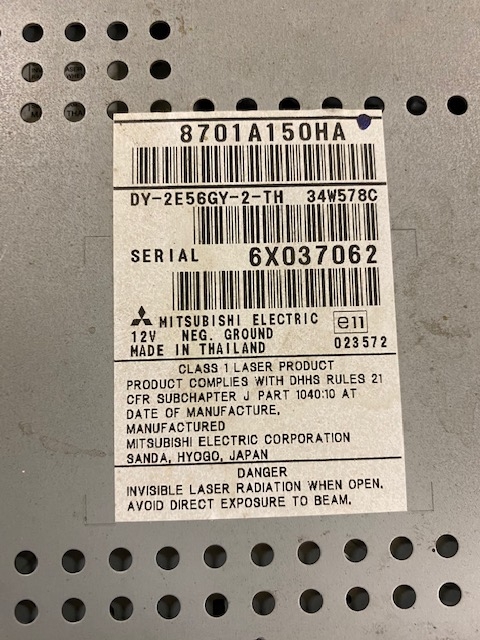 8701A150HA
DY-2E56GY-2-TH 34W578C
SERIAL 6X037062
MITSUBISHI ELECTRIC e11
12V NEG. GROUND
MADE IN THAILAND 023572
CLASS 1 LASER PRODUCT
PRODUCT COMPLIES WITH DHHS RULES 21
CFR SUBCHAPTER J PART 1040:10 AT
DATE OF MANUFACTURE.
MANUFACTURED
MITSUBISHI ELECTRIC CORPORATION
SANDA, HYOGO, JAPAN
DANGER
INVISIBLE LASER RADIATION WHEN OPEN.
AVOID DIRECT EXPOSURE TO BEAM.